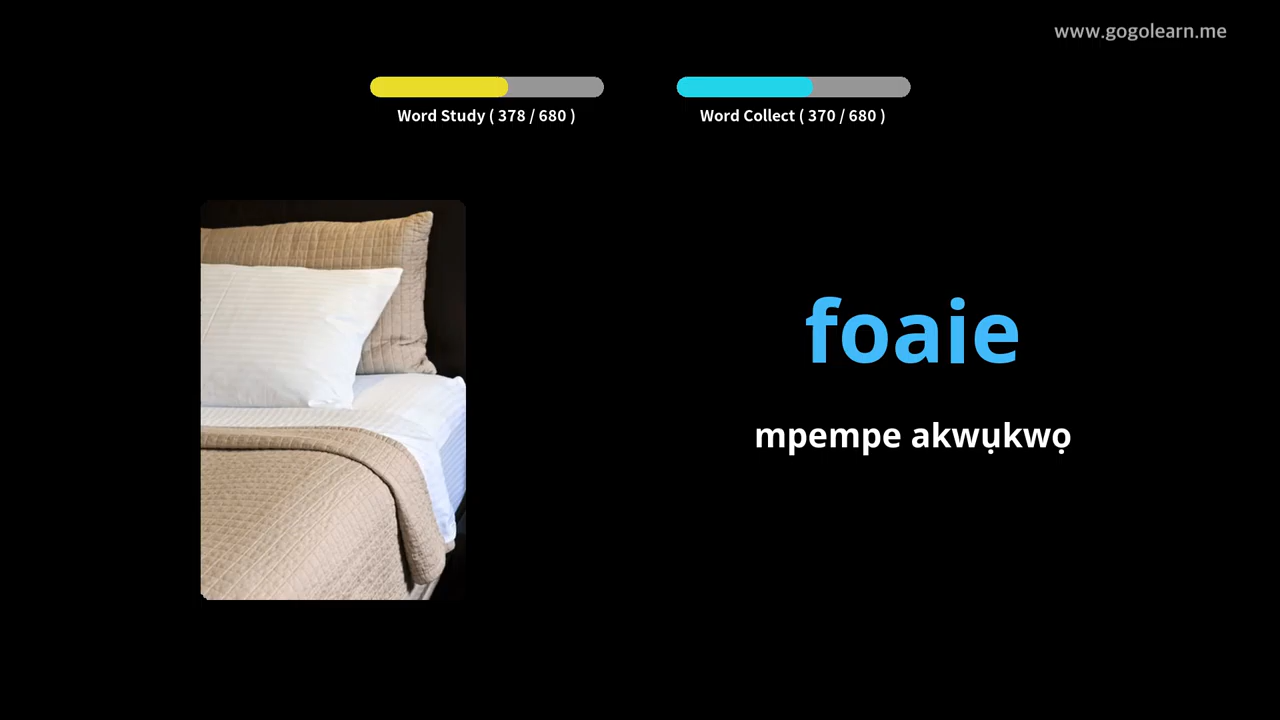 www.gogolearn.me
Word Study ( 378 / 680 )
Word Collect ( 370 / 680 )
foaie
mpempe akwụkwọ